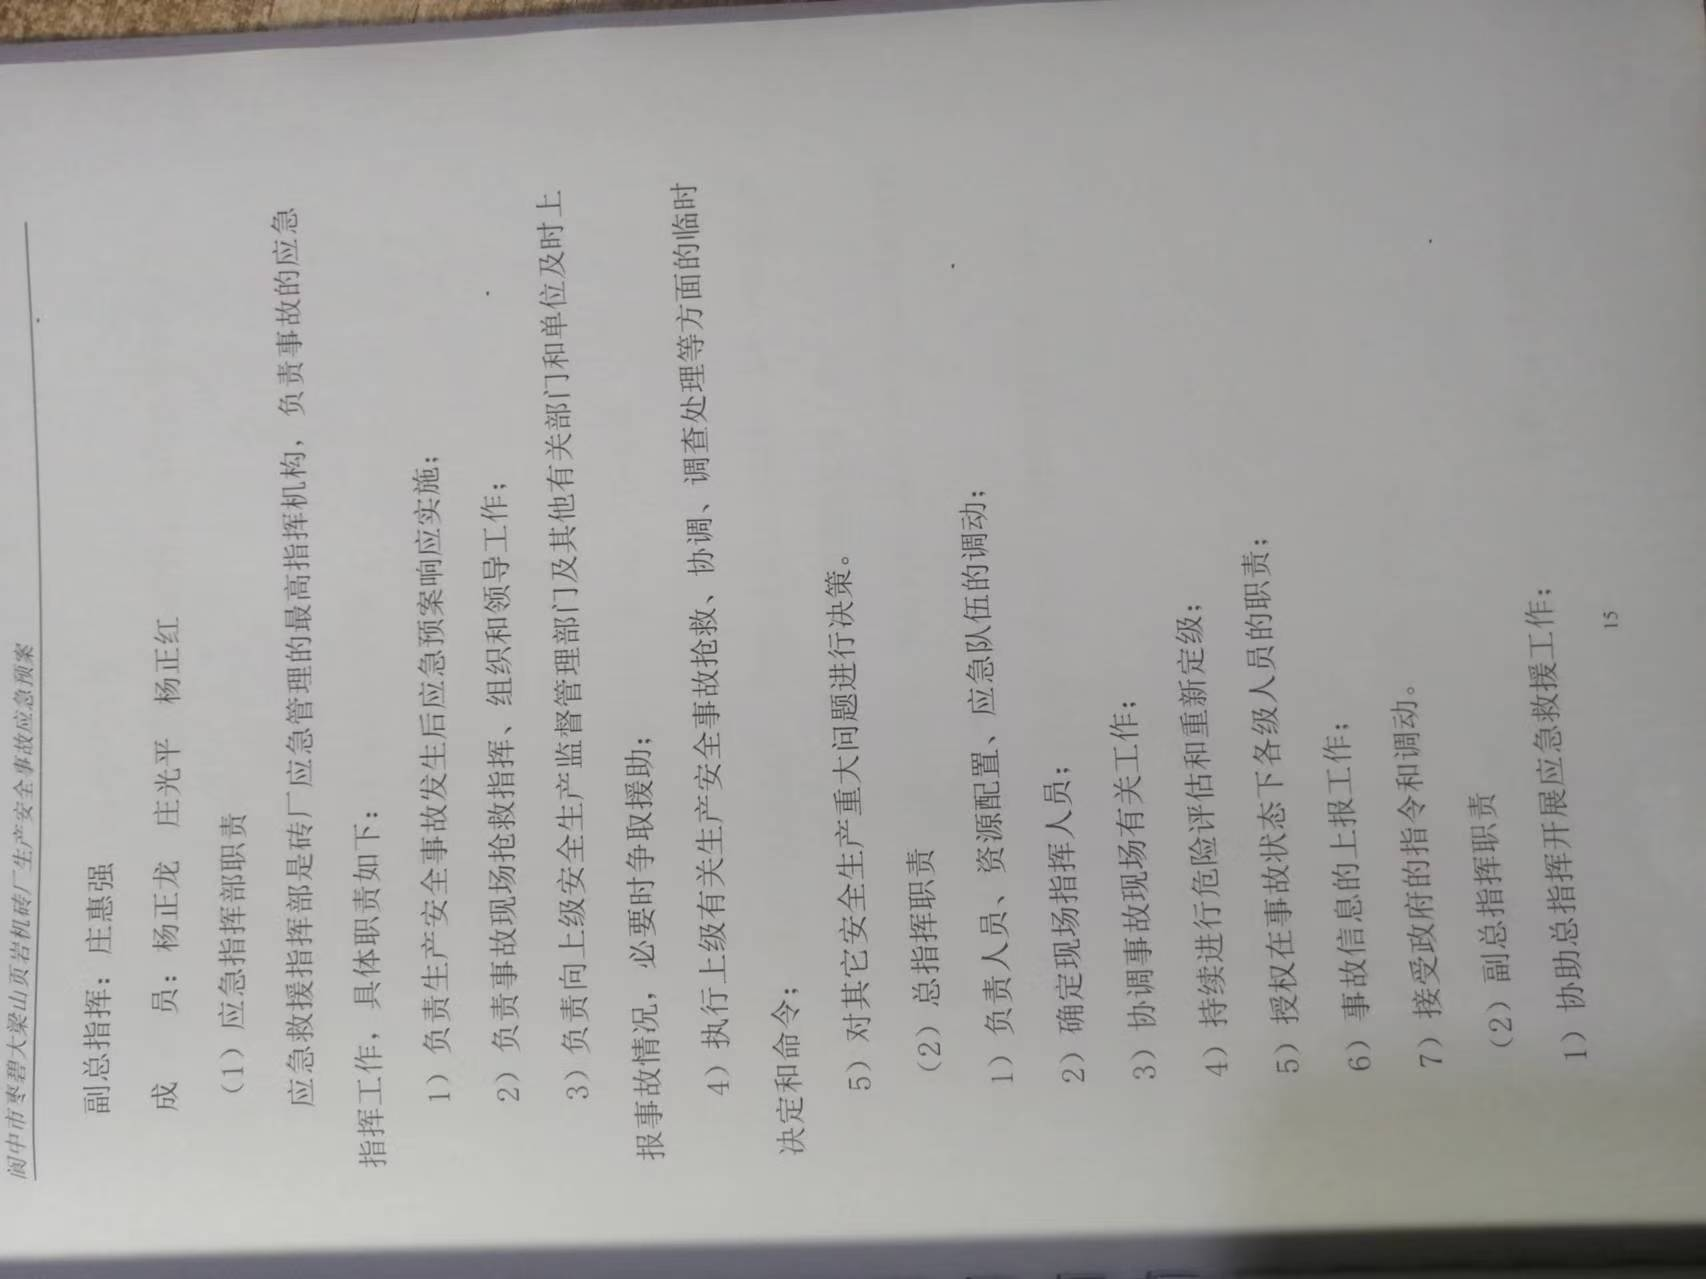 阆中市枣碧大梁山页岩机砖厂生产安全事故应急预案
副总指挥：庄惠强
成　　员：杨正龙　庄光平　杨正红
（1）应急指挥部职责
应急救援指挥部是砖厂应急管理的最高指挥机构，负责事故的应急
指挥工作，具体职责如下：
1）负责生产安全事故发生后应急预案响应实施；
2）负责事故现场抢救指挥、组织和领导工作；
3）负责向上级安全生产监督管理部门及其他有关部门和单位及时上
报事故情况，必要时争取援助；
4）执行上级有关生产安全事故抢救、协调、调查处理等方面的临时
决定和命令；
5）对其它安全生产重大问题进行决策。
（2）总指挥职责
1）负责人员、资源配置、应急队伍的调动；
2）确定现场指挥人员；
3）协调事故现场有关工作；
4）持续进行危险评估和重新定级；
5）授权在事故状态下各级人员的职责；
6）事故信息的上报工作；
7）接受政府的指令和调动。
（2）副总指挥职责
1）协助总指挥开展应急救援工作；
15